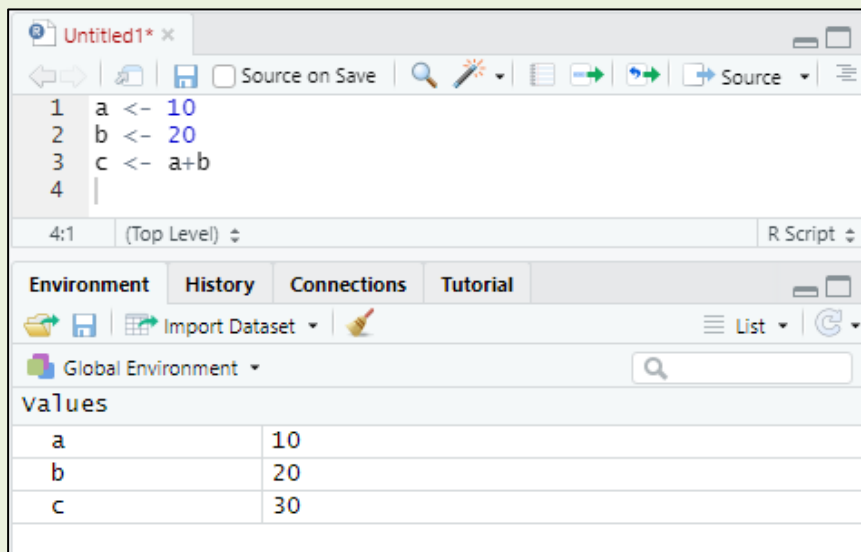 Untitled1*
Source on Save Source
1 a <- 10
2 b <- 20
3 c <- a+b
4
4:1 (Top Level) R Script
Environment History Connections Tutorial
Import Dataset List
Global Environment
Values
a 10
b 20
c 30